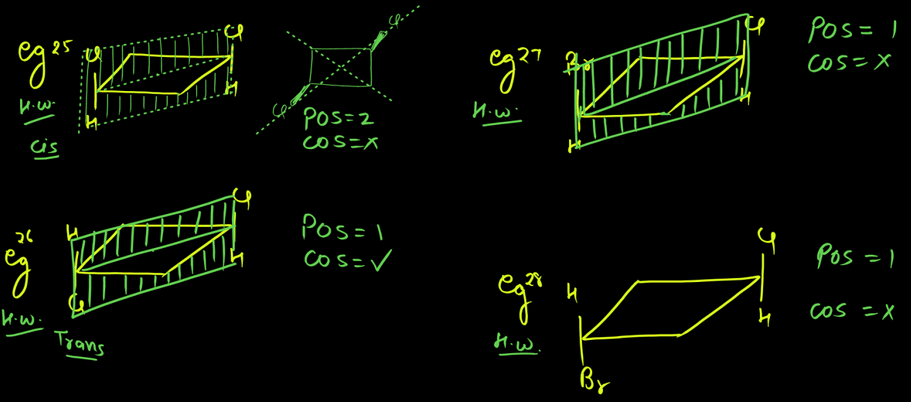 eg 25
H.W.
Cis
Cl
Cl
H
H
Cl
Cl
POS = 2
COS = x
eg 27
H.W.
Br
Cl
H
H
POS = 1
COS = x
eg 26
H.W.
Trans
H
Cl
Cl
H
POS = 1
COS = ✓
eg 28
H.W.
H
Cl
H
Br
POS = 1
COS = x